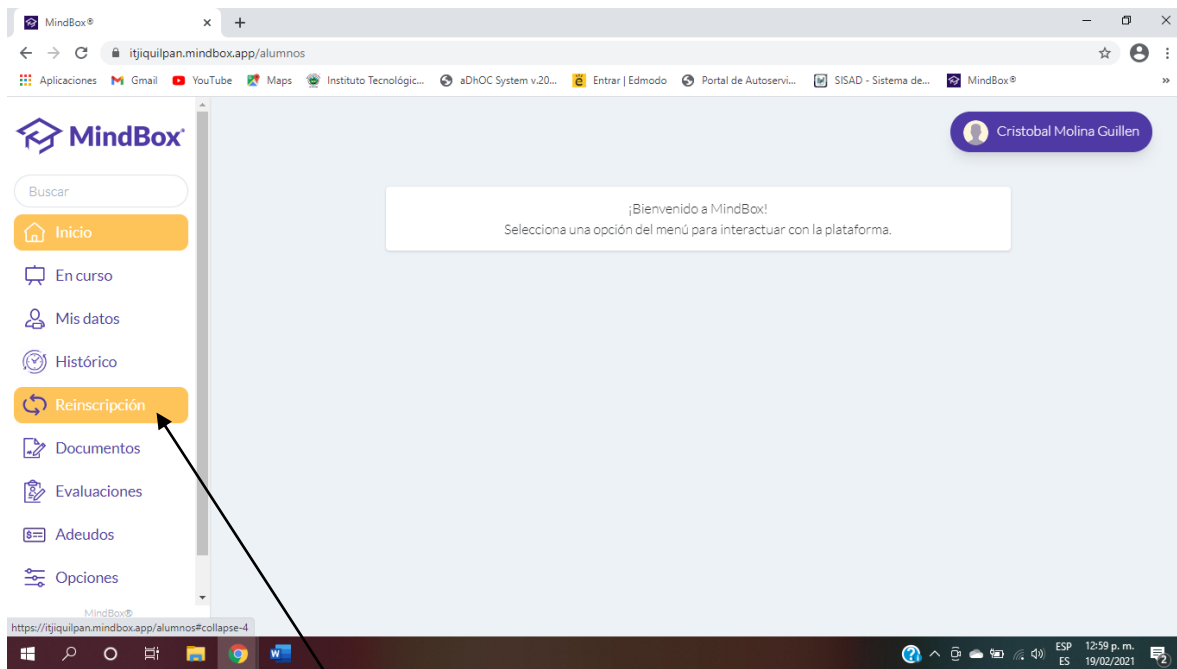 MindBox®
itjiquilpan.mindbox.app/alumnos
Aplicaciones Gmail YouTube Maps Instituto Tecnológic... aDhOC System v.20... Entrar | Edmodo Portal de Autoservi... SISAD - Sistema de... MindBox® »
MindBox®
Cristobal Molina Guillen
Buscar
¡Bienvenido a MindBox!
Selecciona una opción del menú para interactuar con la plataforma.
Inicio
En curso
Mis datos
Histórico
Reinscripción
Documentos
Evaluaciones
Adeudos
Opciones
MindBox®
https://itjiquilpan.mindbox.app/alumnos#collapse-4
ESP 12:59 p. m.
ES 19/02/2021
2